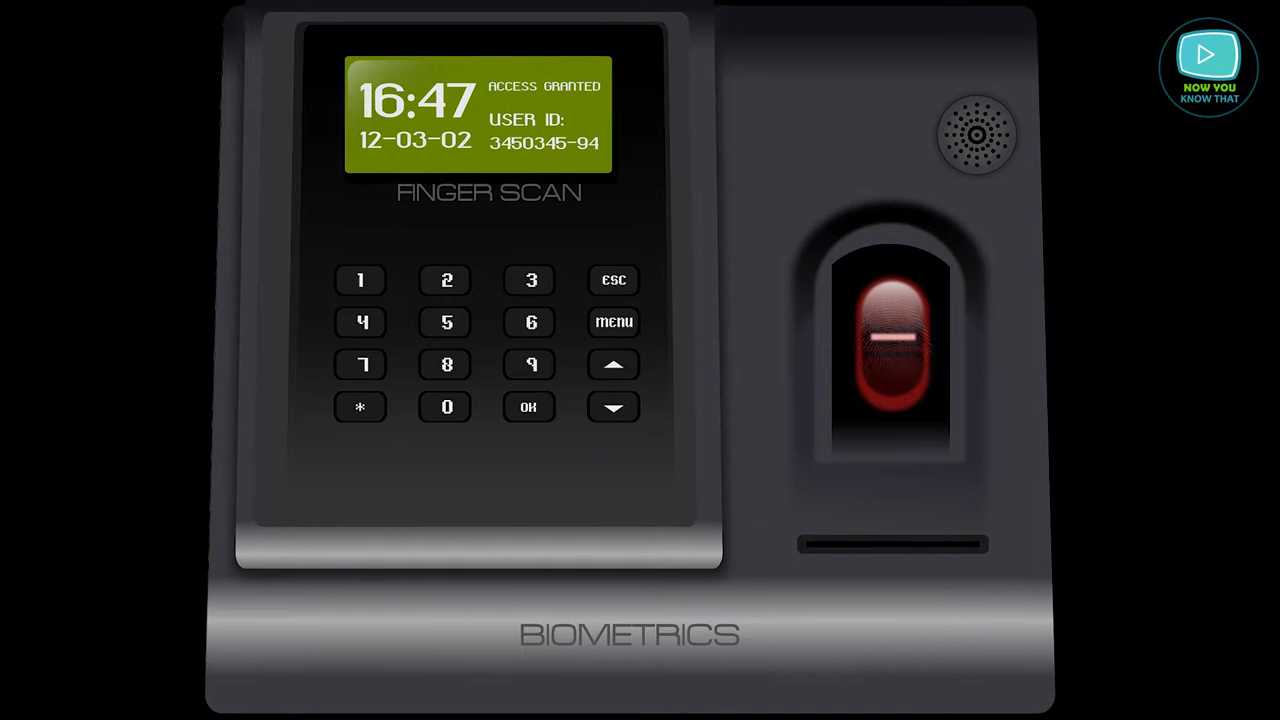 16:47
12-03-02
ACCESS GRANTED
USER ID:
3450345-94
FINGER SCAN
1 2 3 ESC
4 5 6 MENU
7 8 9
* 0 OK
BIOMETRICS
NOW YOU
KNOW THAT